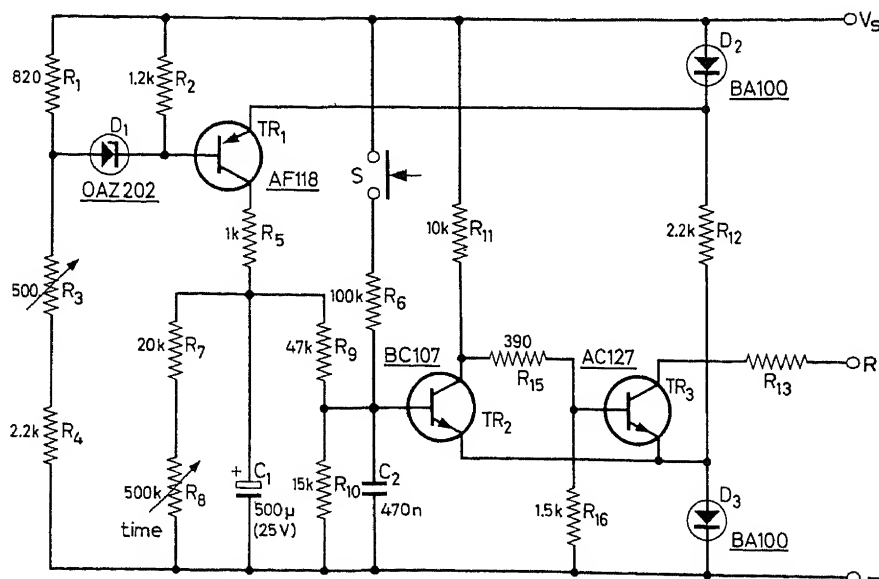 Vs
D2
BA100
820
R1
1.2k
R2
D1
OAZ202
TR1
AF118
S
10k
R11
2.2k
R12
1k
R5
500
R3
100k
R6
20k
R7
47k
R9
BC107
390
R15
AC127
R13
R
TR2
TR3
2.2k
R4
500k
R8
time
+
C1
500µ
(25V)
15k
R10
C2
470n
1.5k
R16
D3
BA100